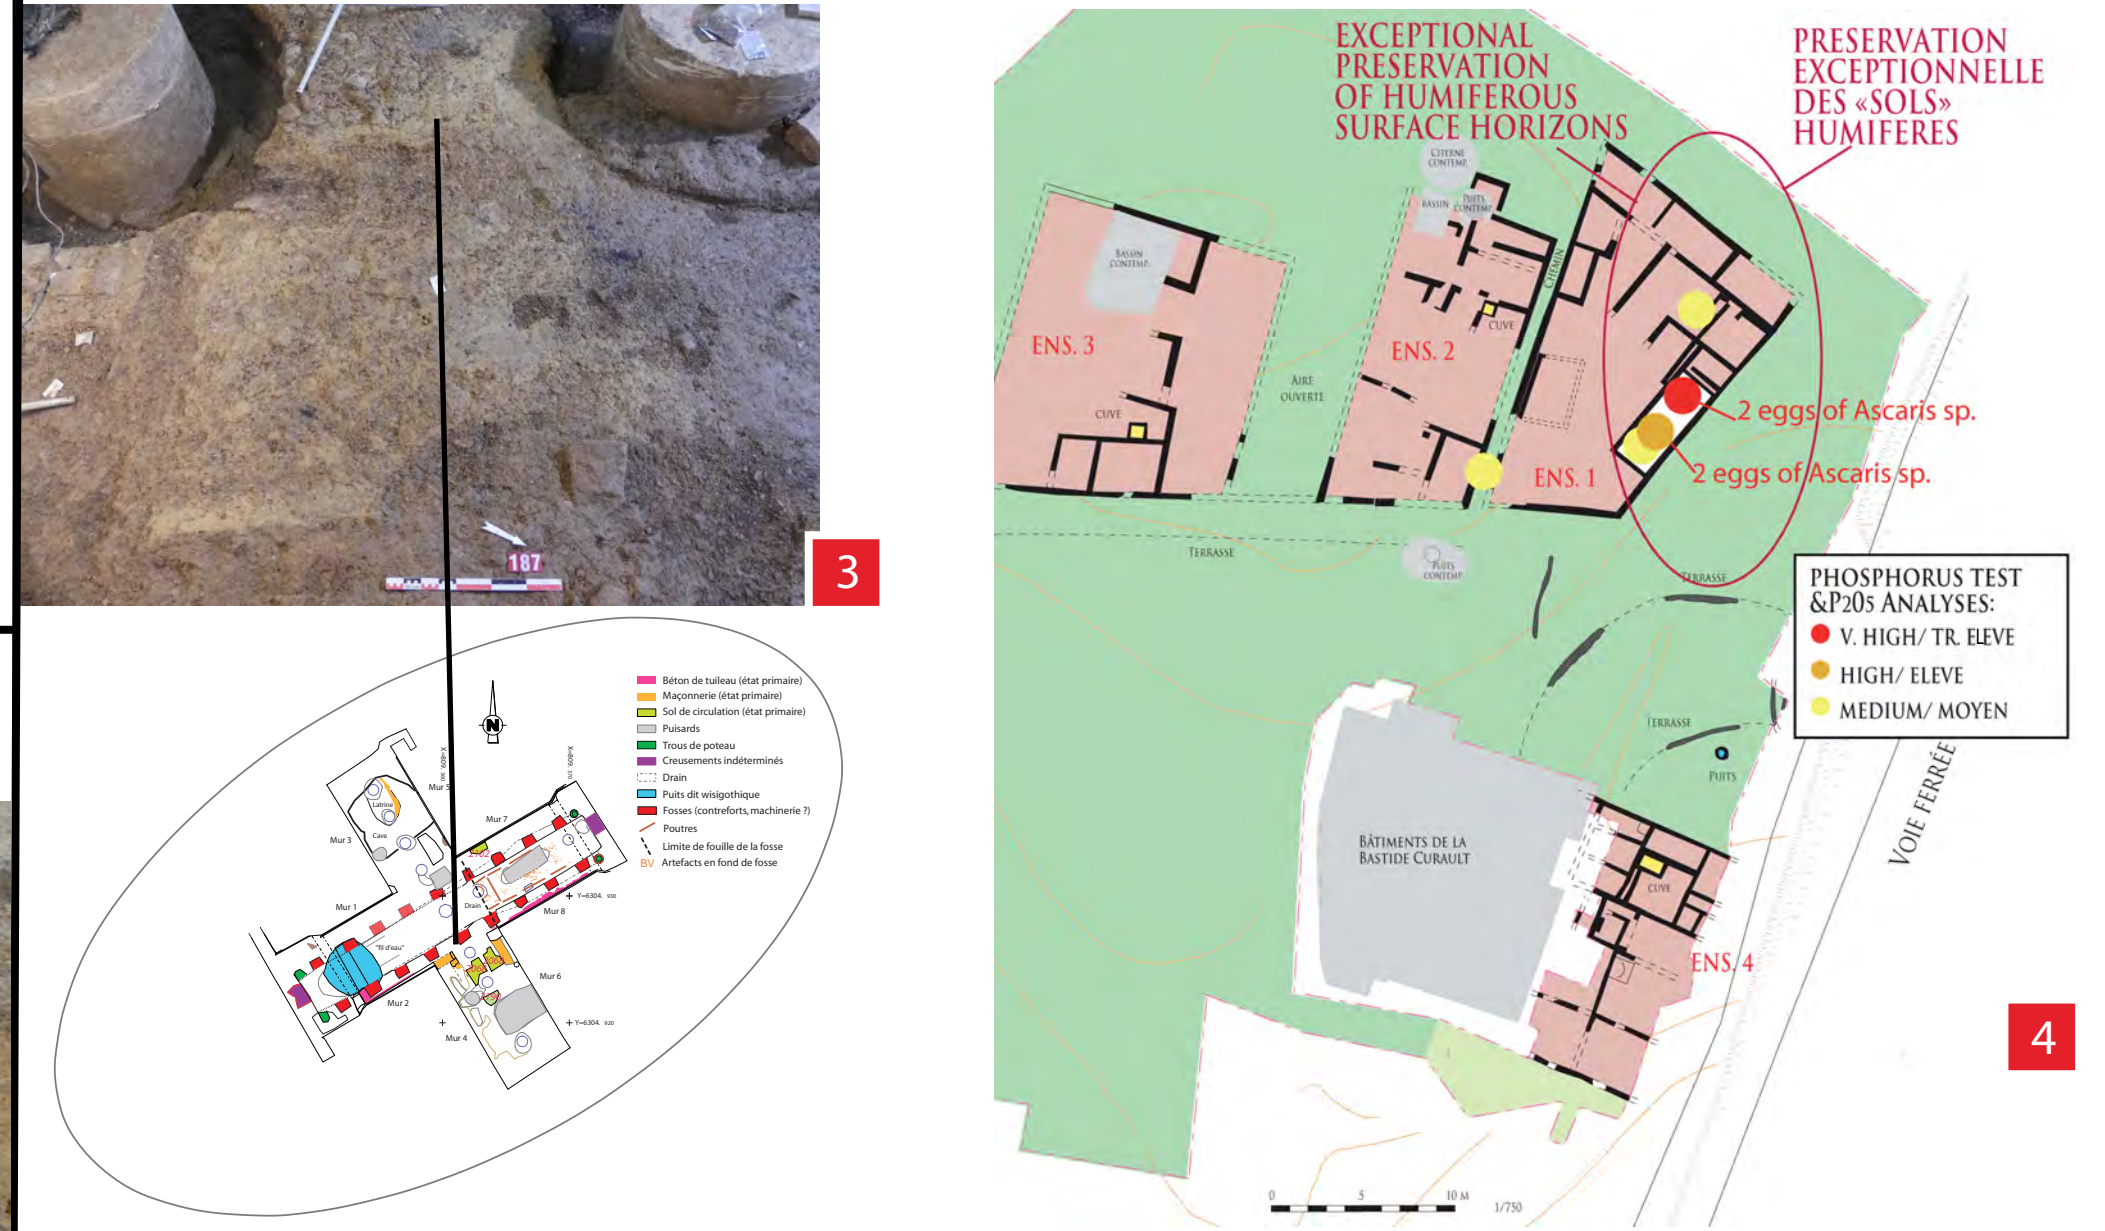 187
3
Béton de tuileau (état primaire)
Maçonnerie (état primaire)
Sol de circulation (état primaire)
Puisards
Trous de poteau
Creusements indéterminés
Drain
Puits dit wisigothique
Fosses (contreforts, machinerie ?)
Poutres
Limite de fouille de la fosse
BV Artefacts en fond de fosse
N
Mur 5
Mur 7
Latrine
Cave
Mur 3
2102
Mur 1
Drain
Mur 8
Y=6304. 930
"fil d'eau"
Mur 6
Mur 2
Y=6304. 920
Mur 4
EXCEPTIONAL
PRESERVATION
OF HUMIFEROUS
SURFACE HORIZONS
PRESERVATION
EXCEPTIONNELLE
DES «SOLS»
HUMIFERES
CITERNE
CONTEMP.
BASSIN
PUITS
CONTEMP.
BASSIN
CONTEMP.
CHEMIN
CUVE
ENS. 3
ENS. 2
AIRE
OUVERTE
CUVE
2 eggs of Ascaris sp.
ENS. 1
2 eggs of Ascaris sp.
TERRASSE
PUITS
CONTEMP
TERRASSE
PHOSPHORUS TEST
&P205 ANALYSES:
V. HIGH/ TR. ELEVE
HIGH/ ELEVE
MEDIUM/ MOYEN
TERRASSE
PUITS
VOIE FERRÉE
BÂTIMENTS DE LA
BASTIDE CURAULT
CUVE
ENS. 4
4
0 5 10 M
1/750